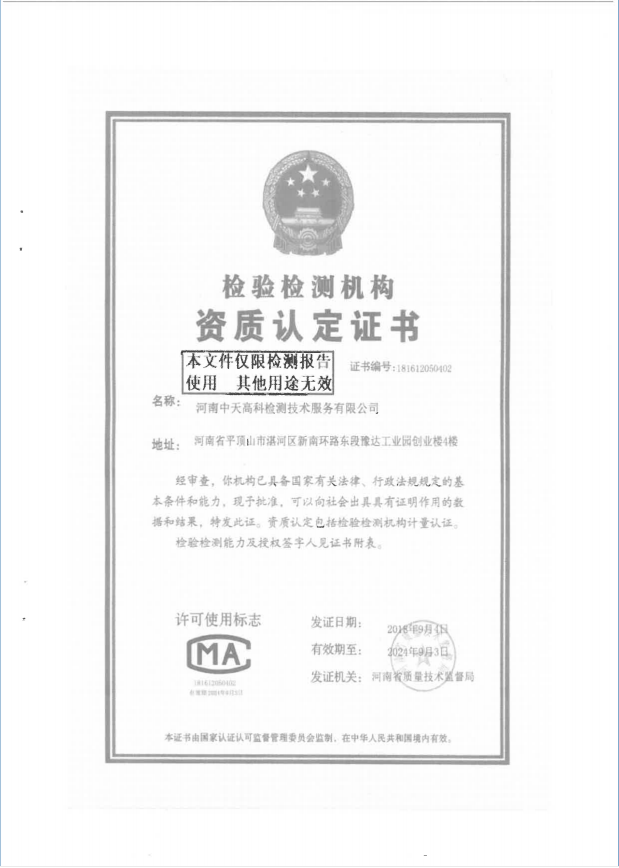 检验检测机构
资质认定证书
本文件仅限检测报告
使用 其他用途无效
证书编号:181612050402
名称: 河南中天高科检测技术服务有限公司
地址: 河南省平顶山市湛河区新南环路东段豫达工业园创业楼4楼
经审查，你机构已具备国家有关法律、行政法规规定的基
本条件和能力，现予批准，可以向社会出具具有证明作用的数
据和结果，特发此证。资质认定包括检验检测机构计量认证。
检验检测能力及授权签字人见证书附表。
许可使用标志
MA
181612050402
有效期2024年9月3日
发证日期: 2018年9月4日
有效期至: 2024年9月3日
发证机关: 河南省质量技术监督局
本证书由国家认证认可监督管理委员会监制，在中华人民共和国境内有效。